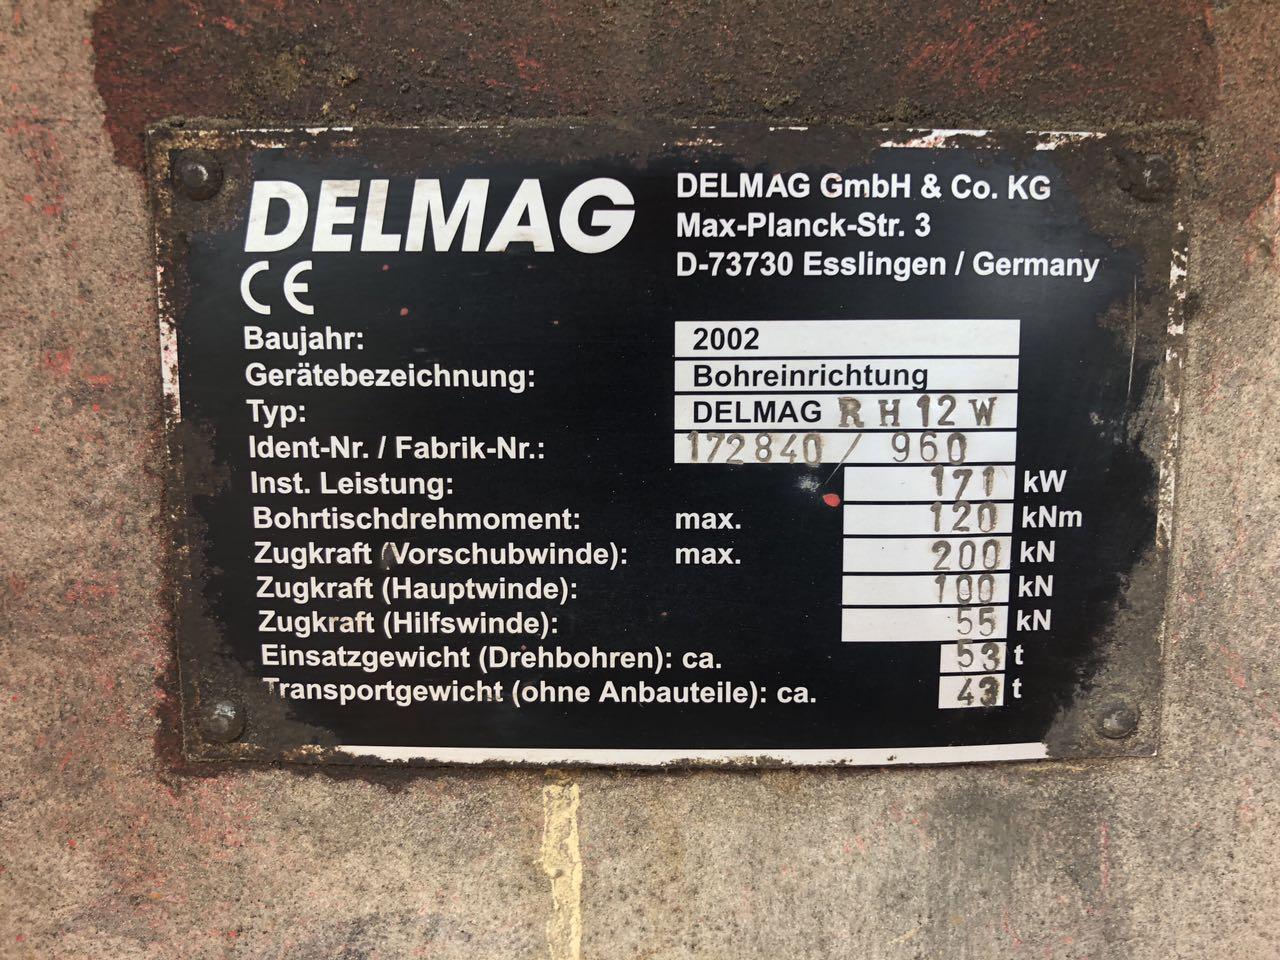 DELMAG
CE
DELMAG GmbH & Co. KG
Max-Planck-Str. 3
D-73730 Esslingen / Germany
Baujahr: 2002
Gerätebezeichnung: Bohreinrichtung
Typ: DELMAG RH12W
Ident-Nr. / Fabrik-Nr.: 172840 / 960
Inst. Leistung: 171 kW
Bohrtischdrehmoment: max. 120 kNm
Zugkraft (Vorschubwinde): max. 200 kN
Zugkraft (Hauptwinde): 100 kN
Zugkraft (Hilfswinde): 55 kN
Einsatzgewicht (Drehbohren): ca. 53 t
Transportgewicht (ohne Anbauteile): ca. 43 t